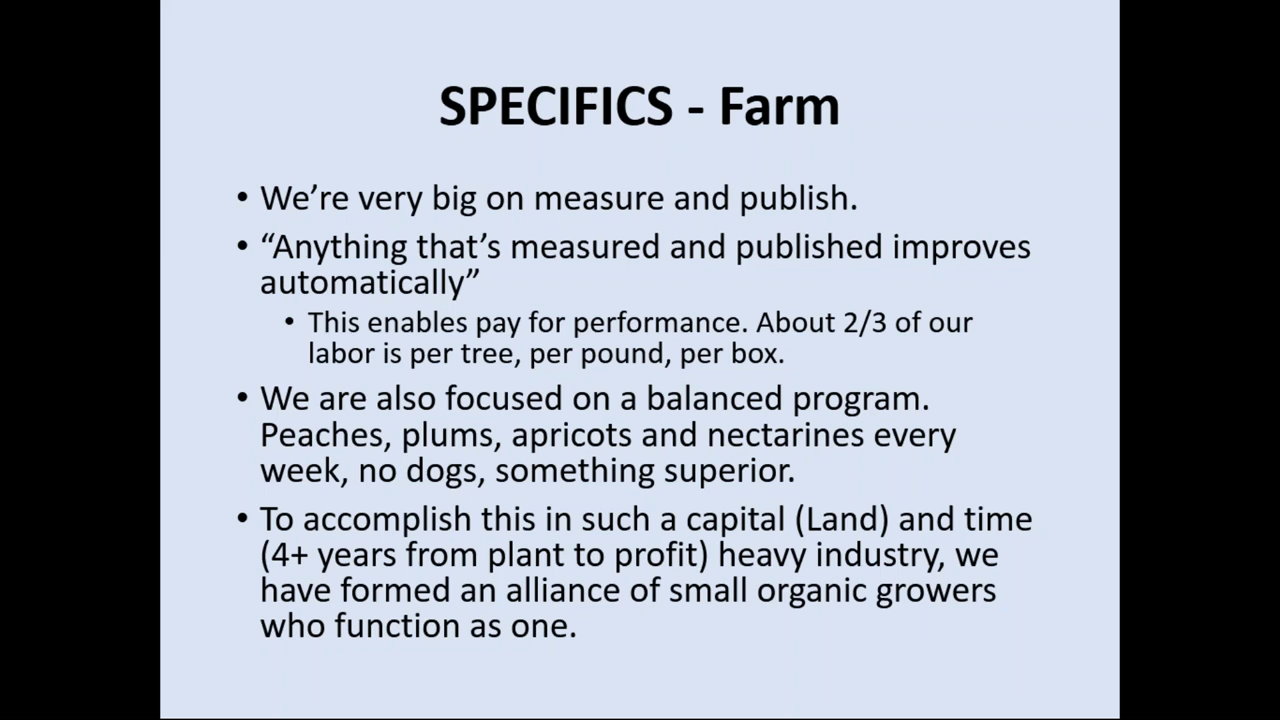 SPECIFICS - Farm
• We’re very big on measure and publish.
• “Anything that’s measured and published improves
automatically”
• This enables pay for performance. About 2/3 of our
labor is per tree, per pound, per box.
• We are also focused on a balanced program.
Peaches, plums, apricots and nectarines every
week, no dogs, something superior.
• To accomplish this in such a capital (Land) and time
(4+ years from plant to profit) heavy industry, we
have formed an alliance of small organic growers
who function as one.